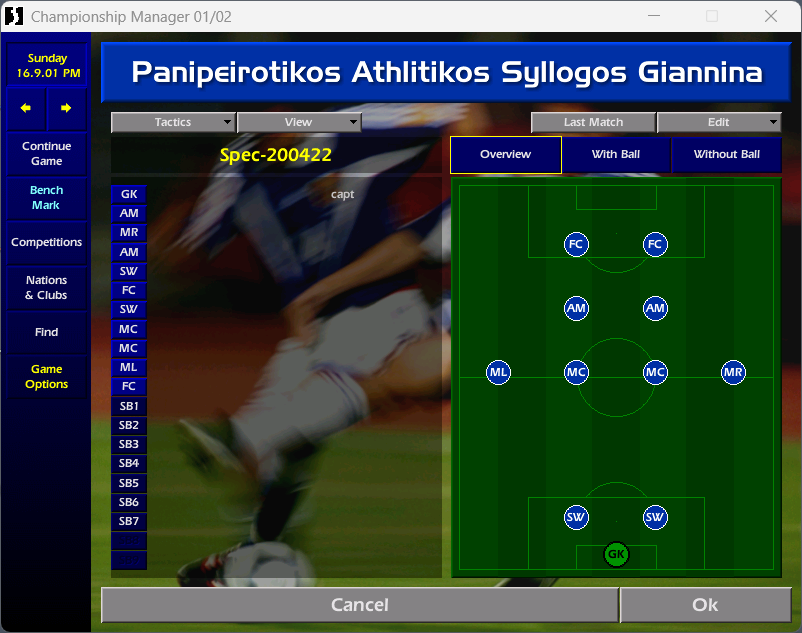 Championship Manager 01/02
Sunday
16.9.01 PM
Continue
Game
Bench
Mark
Competitions
Nations
& Clubs
Find
Game
Options
Panipeirotikos Athlitikos Syllogos Giannina
Tactics
View
Last Match
Edit
Spec-200422
Overview
With Ball
Without Ball
GK
capt
AM
MR
AM
SW
FC
SW
MC
MC
ML
FC
SB1
SB2
SB3
SB4
SB5
SB6
SB7
FC FC
AM AM
ML MC MC MR
SW SW
GK
Cancel
Ok